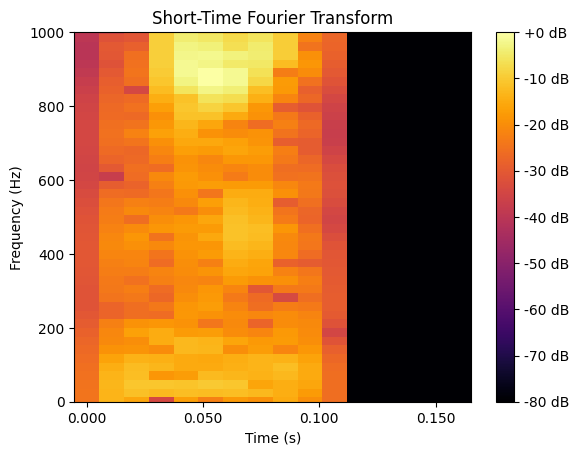 Short-Time Fourier Transform
1000
800
600
400
200
0
Frequency (Hz)
0.000
0.050
0.100
0.150
Time (s)
+0 dB
-10 dB
-20 dB
-30 dB
-40 dB
-50 dB
-60 dB
-70 dB
-80 dB